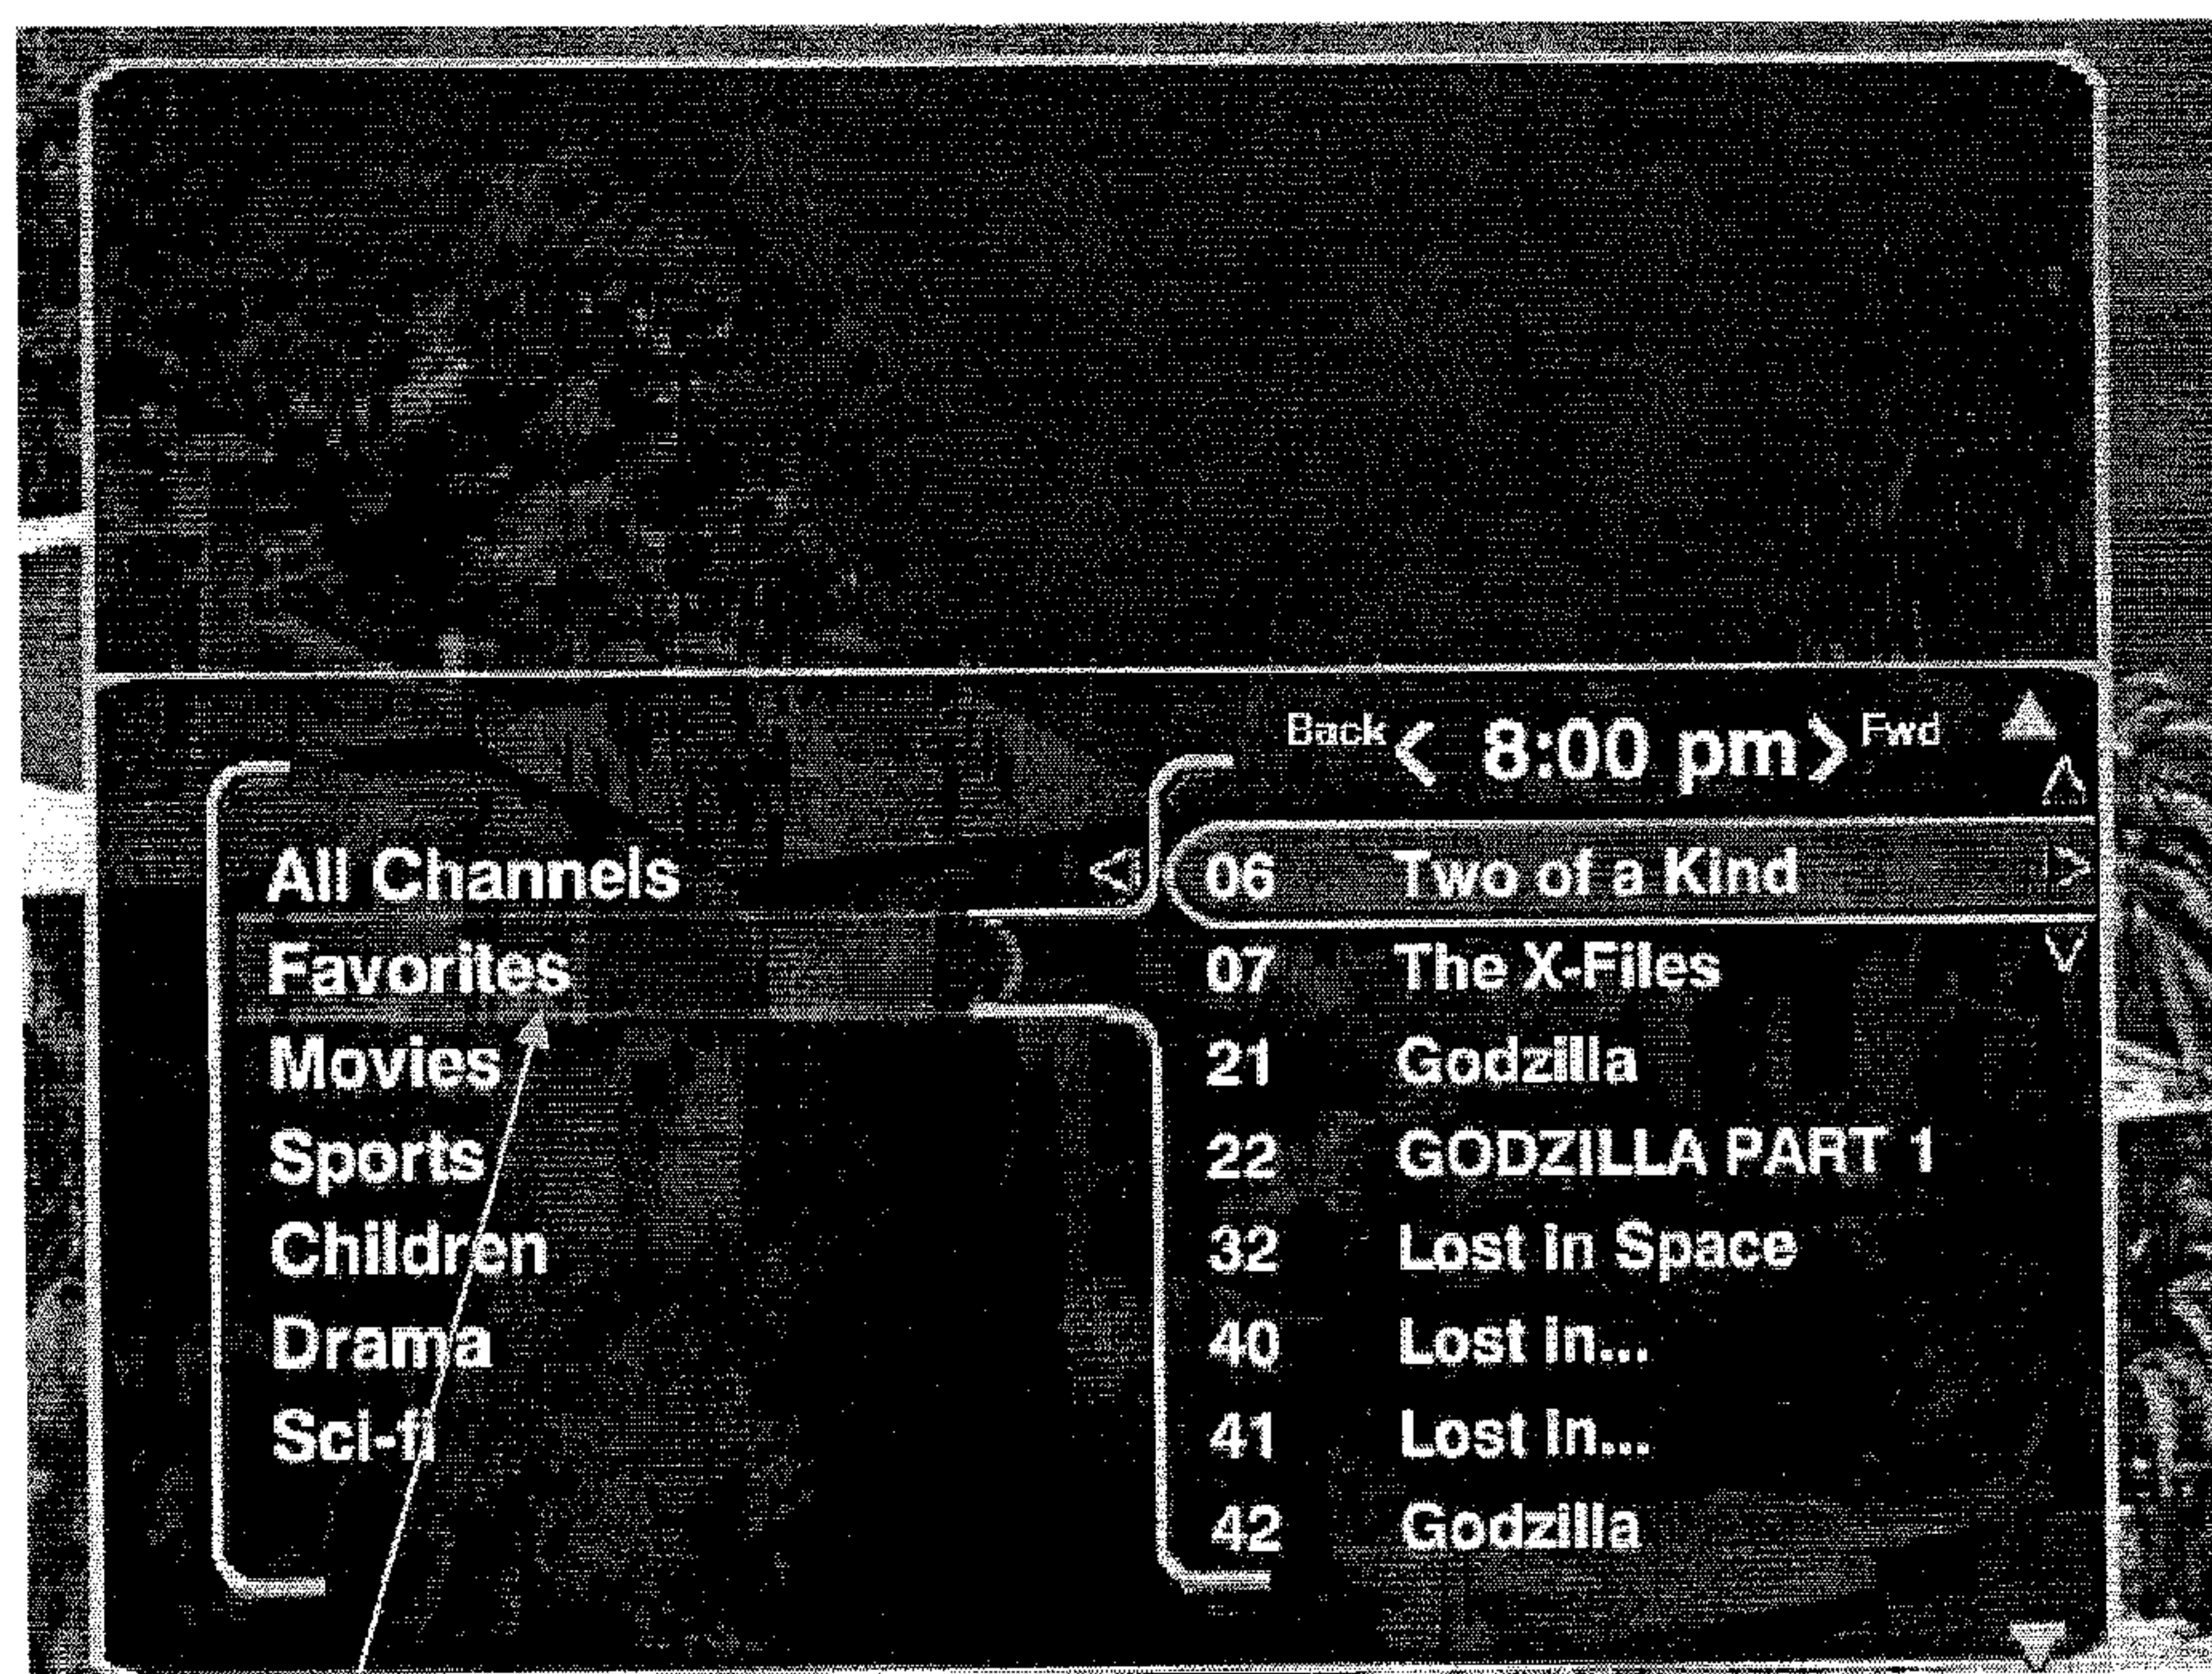 Back < 8:00 pm > Fwd
All Channels
Favorites
Movies
Sports
Children
Drama
Sci-fi
06 Two of a Kind
07 The X-Files
21 Godzilla
22 GODZILLA PART 1
32 Lost in Space
40 Lost in...
41 Lost in...
42 Godzilla